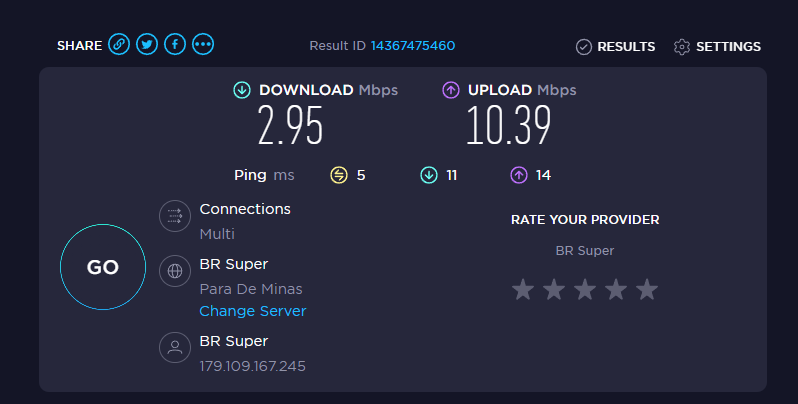 SHARE Result ID 14367475460 RESULTS SETTINGS
DOWNLOAD Mbps UPLOAD Mbps
2.95 10.39
Ping ms 5 11 14
Connections
Multi
RATE YOUR PROVIDER
BR Super
GO
BR Super
Para De Minas
Change Server
BR Super
179.109.167.245